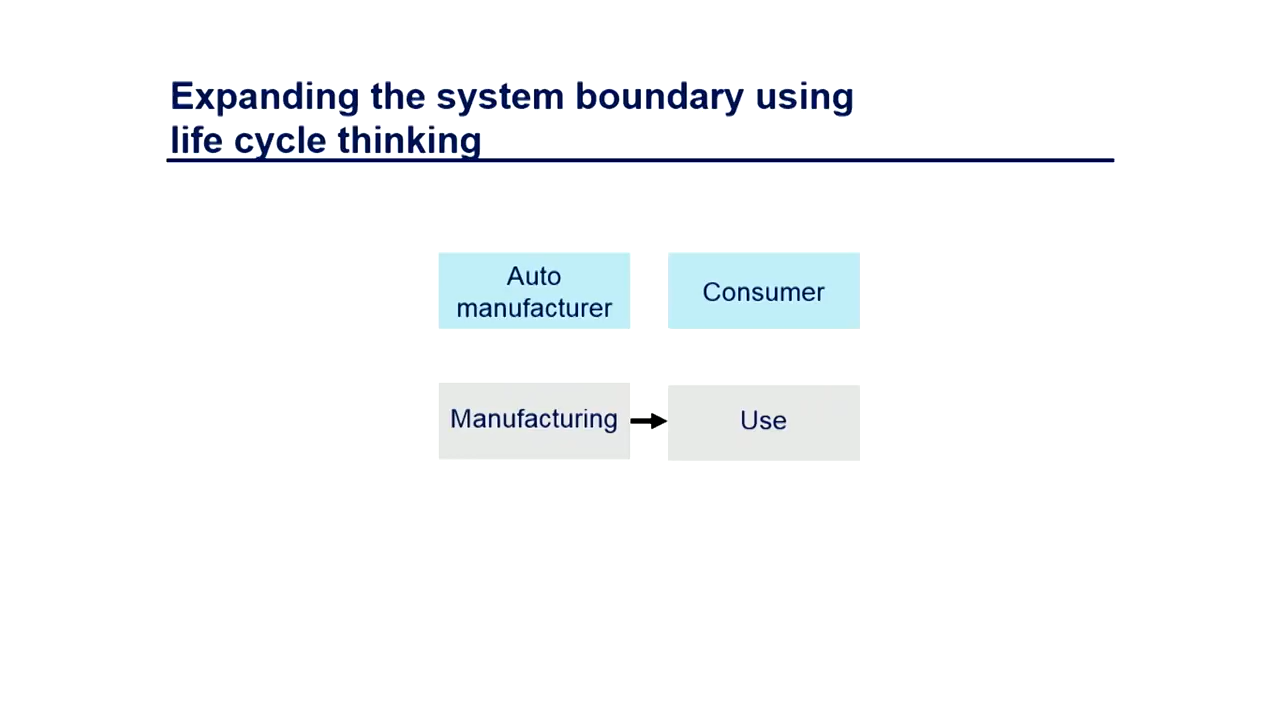 Expanding the system boundary using
life cycle thinking
Auto
manufacturer
Consumer
Manufacturing
Use